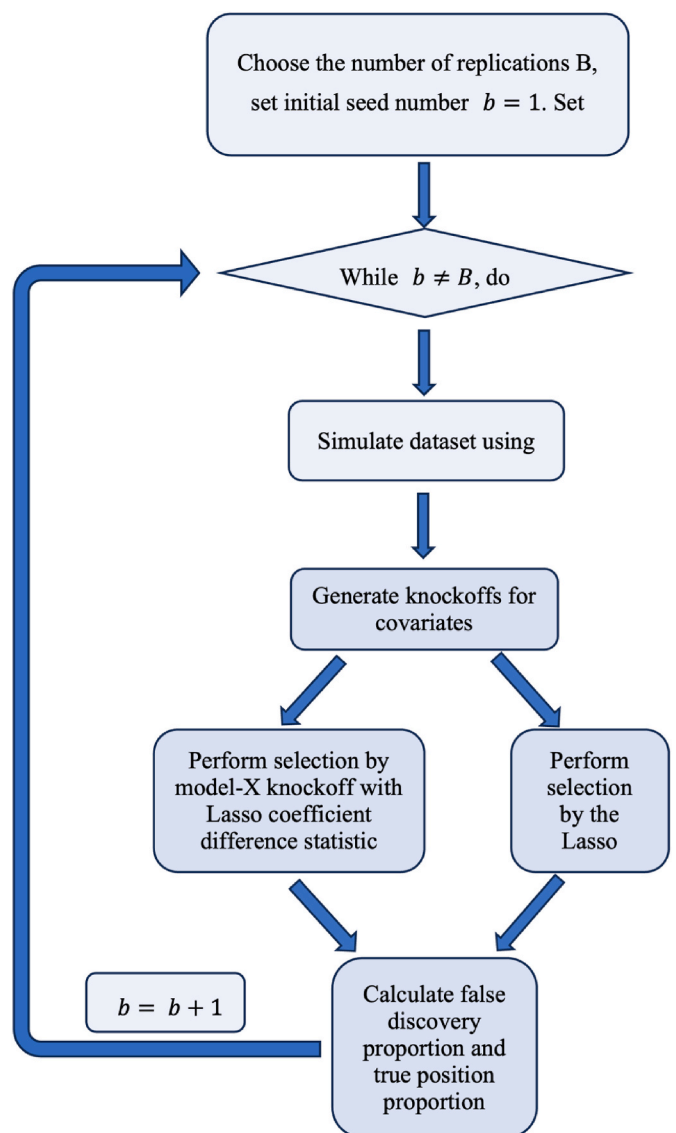 Choose the number of replications B,
set initial seed number b = 1. Set
While b ≠ B, do
Simulate dataset using
Generate knockoffs for
covariates
Perform selection by
model-X knockoff with
Lasso coefficient
difference statistic
Perform
selection
by the
Lasso
Calculate false
discovery
proportion and
true position
proportion
b = b + 1